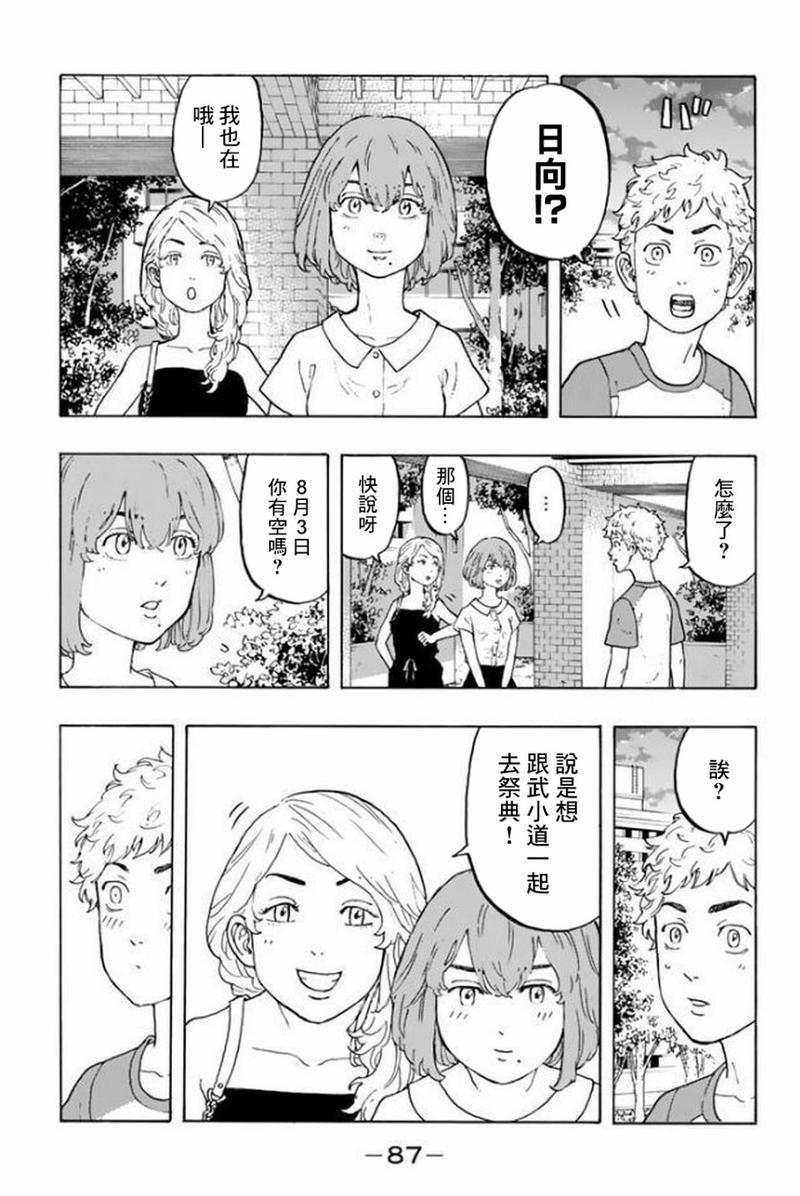 日向!?
我也在
哦—
怎麼了?
…
那個…
快說呀
8月3日
你有空嗎?
誒?
說是想
跟武小道一起
去祭典!
—87—